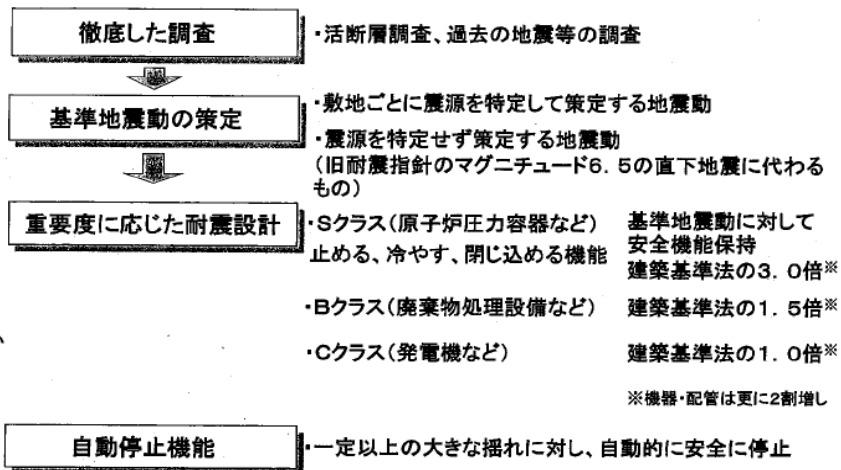 徹底した調査
・活断層調査、過去の地震等の調査
基準地震動の策定
・敷地ごとに震源を特定して策定する地震動
・震源を特定せず策定する地震動
(旧耐震指針のマグニチュード6.5の直下地震に代わる
もの)
重要度に応じた耐震設計
・Sクラス(原子炉圧力容器など)
止める、冷やす、閉じ込める機能
基準地震動に対して
安全機能保持
建築基準法の3.0倍※
・Bクラス(廃棄物処理設備など)
建築基準法の1.5倍※
・Cクラス(発電機など)
建築基準法の1.0倍※
※機器・配管は更に2割増し
自動停止機能
・一定以上の大きな揺れに対し、自動的に安全に停止